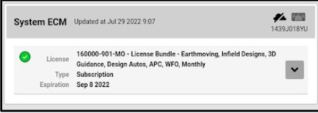 System ECM Updated at Jul 29 2022 9:07
1439J018YU
License 160000-901-MO - License Bundle - Earthmoving, Infield Designs, 3D
Guidance, Design Autos, APC, WFO, Monthly
Type Subscription
Expiration Sep 8 2022